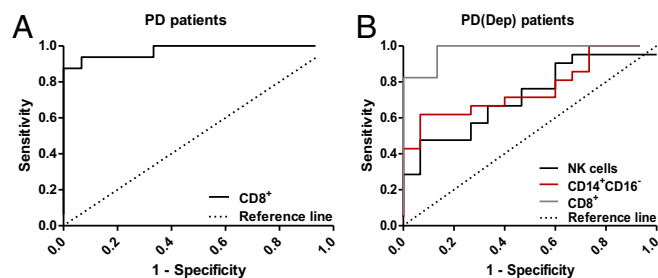 A
PD patients
Sensitivity
1.0
0.8
0.6
0.4
0.2
0.0
CD8⁺
Reference line
0.0
0.2
0.4
0.6
0.8
1.0
1 - Specificity
B
PD(Dep) patients
Sensitivity
1.0
0.8
0.6
0.4
0.2
0.0
NK cells
CD14⁺CD16⁻
CD8⁺
Reference line
0.0
0.2
0.4
0.6
0.8
1.0
1 - Specificity